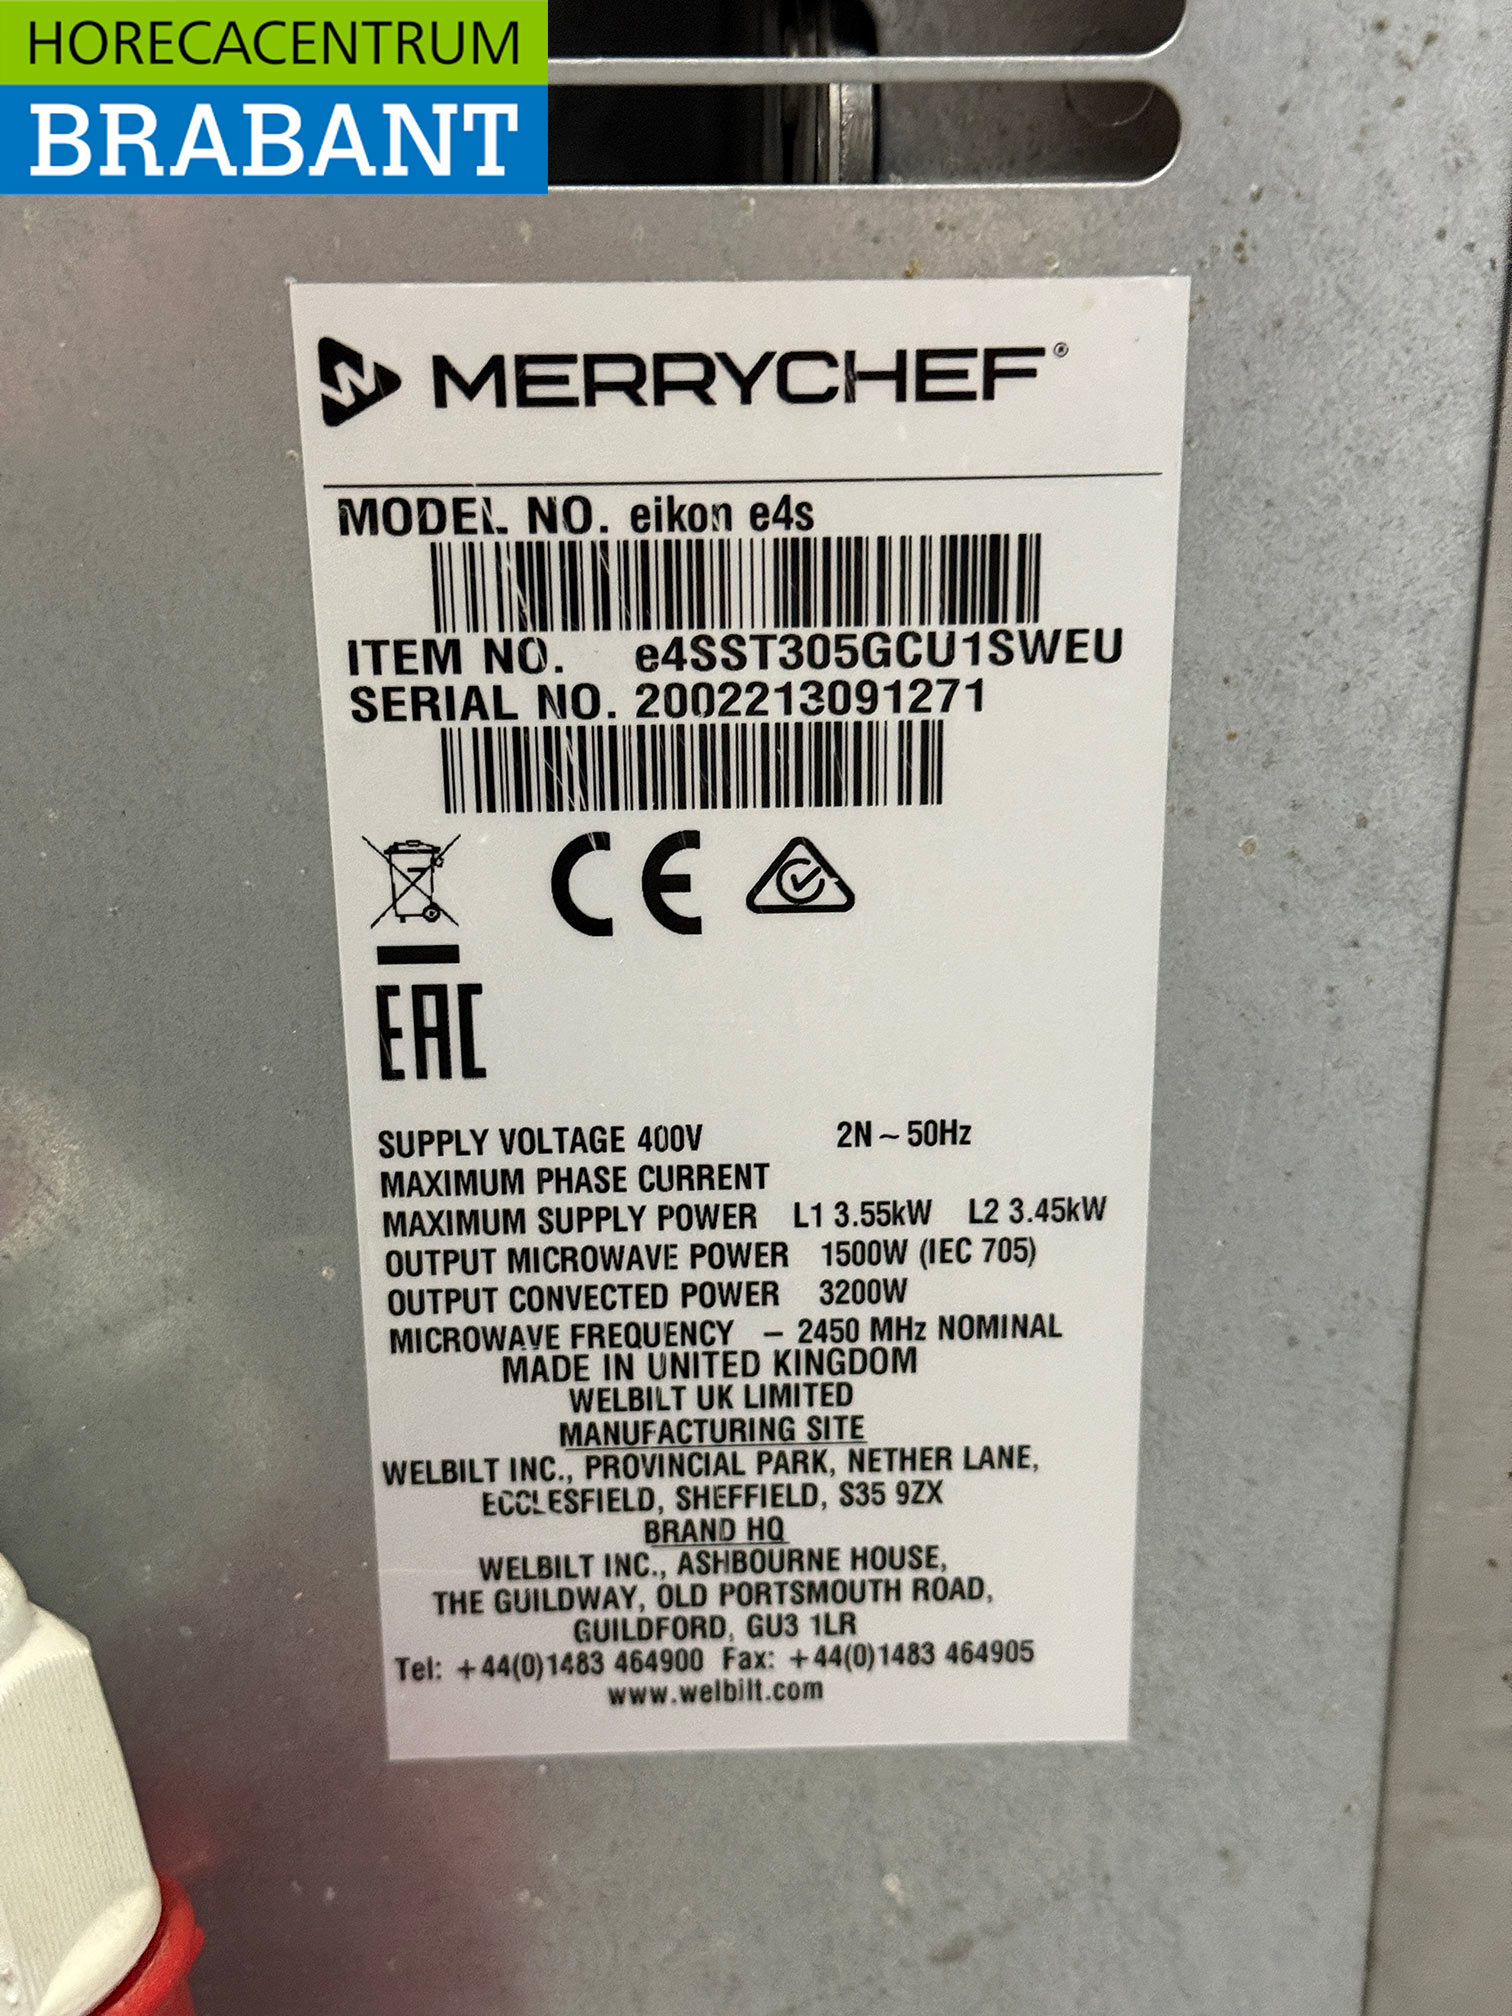 HORECACENTRUM
BRABANT
MERRYCHEF®
MODEL NO. eikon e4s
ITEM NO. e4SST305GCU1SWEU
SERIAL NO. 2002213091271
CE
EAC
SUPPLY VOLTAGE 400V 2N ~ 50Hz
MAXIMUM PHASE CURRENT
MAXIMUM SUPPLY POWER L1 3.55kW L2 3.45kW
OUTPUT MICROWAVE POWER 1500W (IEC 705)
OUTPUT CONVECTED POWER 3200W
MICROWAVE FREQUENCY – 2450 MHz NOMINAL
MADE IN UNITED KINGDOM
WELBILT UK LIMITED
MANUFACTURING SITE
WELBILT INC., PROVINCIAL PARK, NETHER LANE,
ECCLESFIELD, SHEFFIELD, S35 9ZX
BRAND HQ
WELBILT INC., ASHBOURNE HOUSE,
THE GUILDWAY, OLD PORTSMOUTH ROAD,
GUILDFORD, GU3 1LR
Tel: +44(0)1483 464900 Fax: +44(0)1483 464905
www.welbilt.com